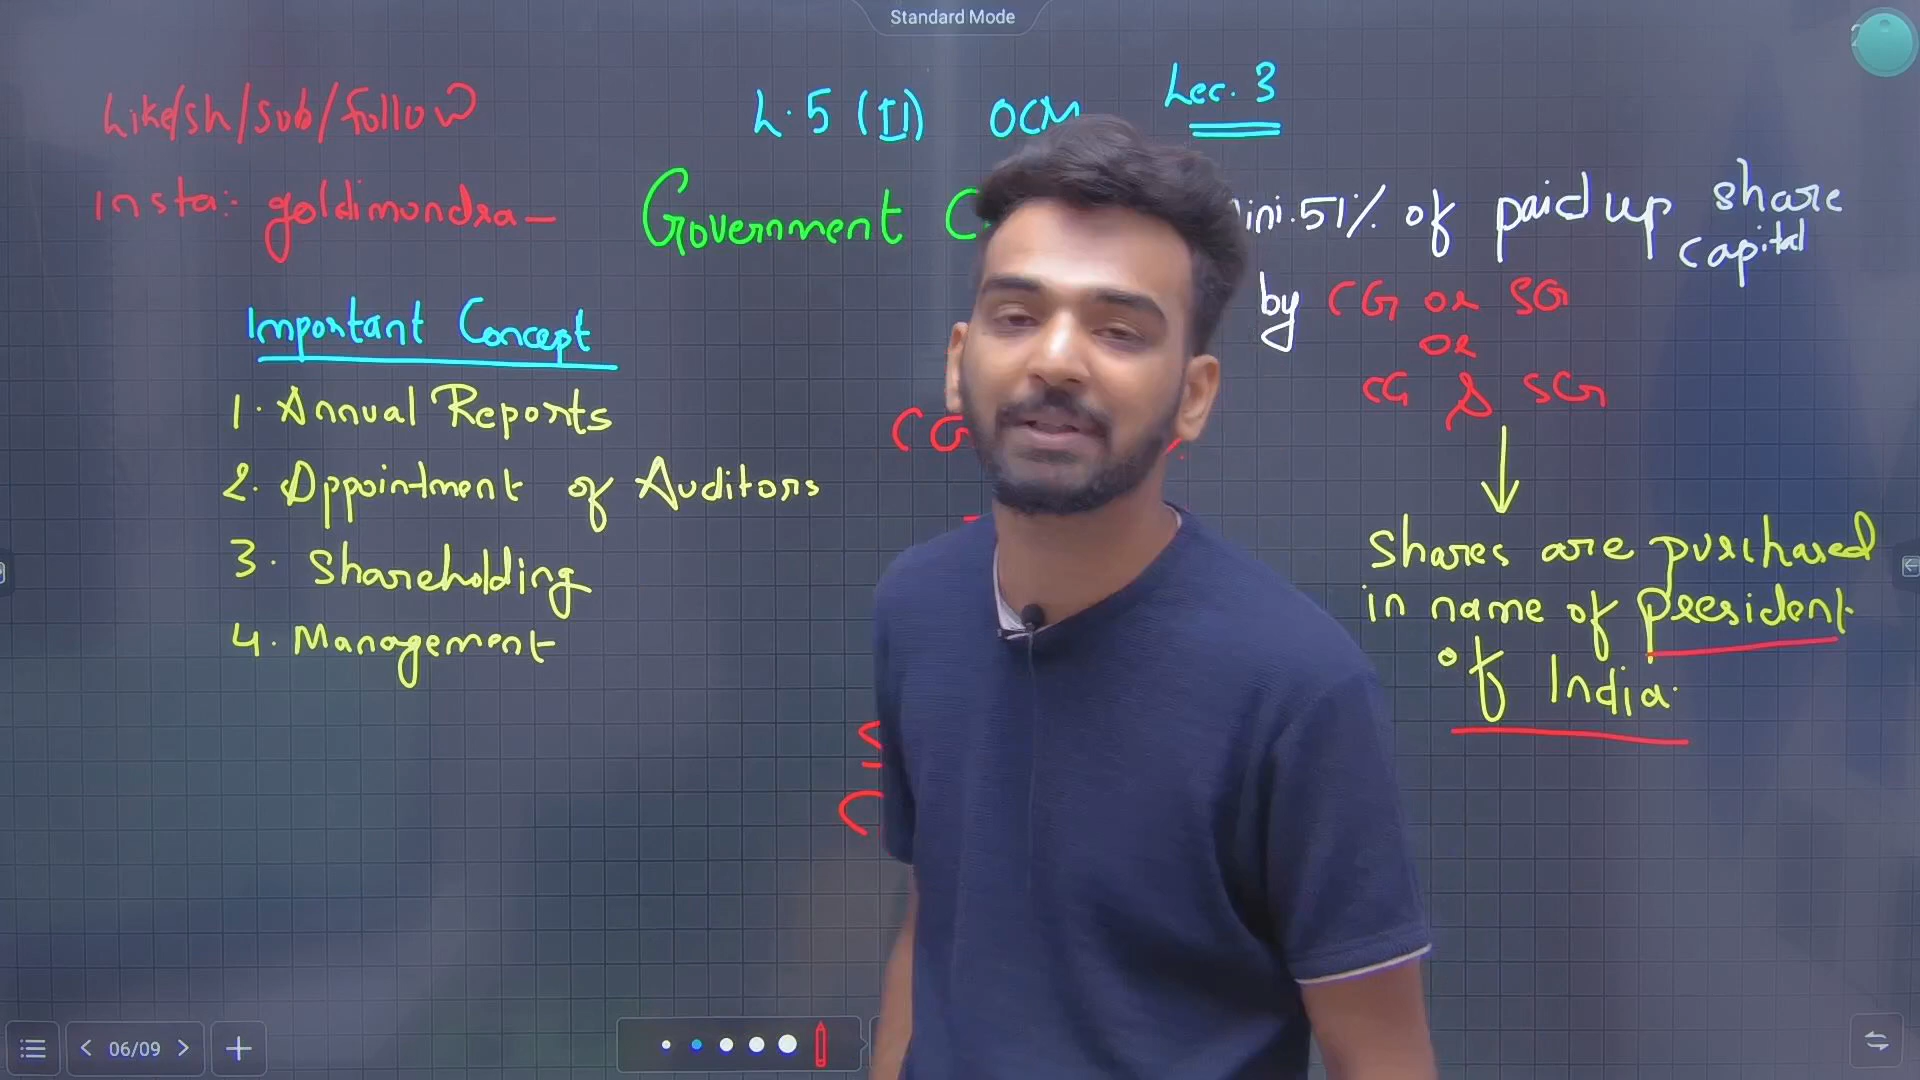 Standard Mode
Like/sh/sub/follow
Insta:- goldimundra_
L.5 (II) OCM Lec. 3
Government
ini.51% of paid up share capital
by CG or SG
or
CG & SG
Important Concept
1. Annual Reports
2. Appointment of Auditors
3. Shareholding
4. Management
CG
shares are purchased
in name of president
of India.
06/09